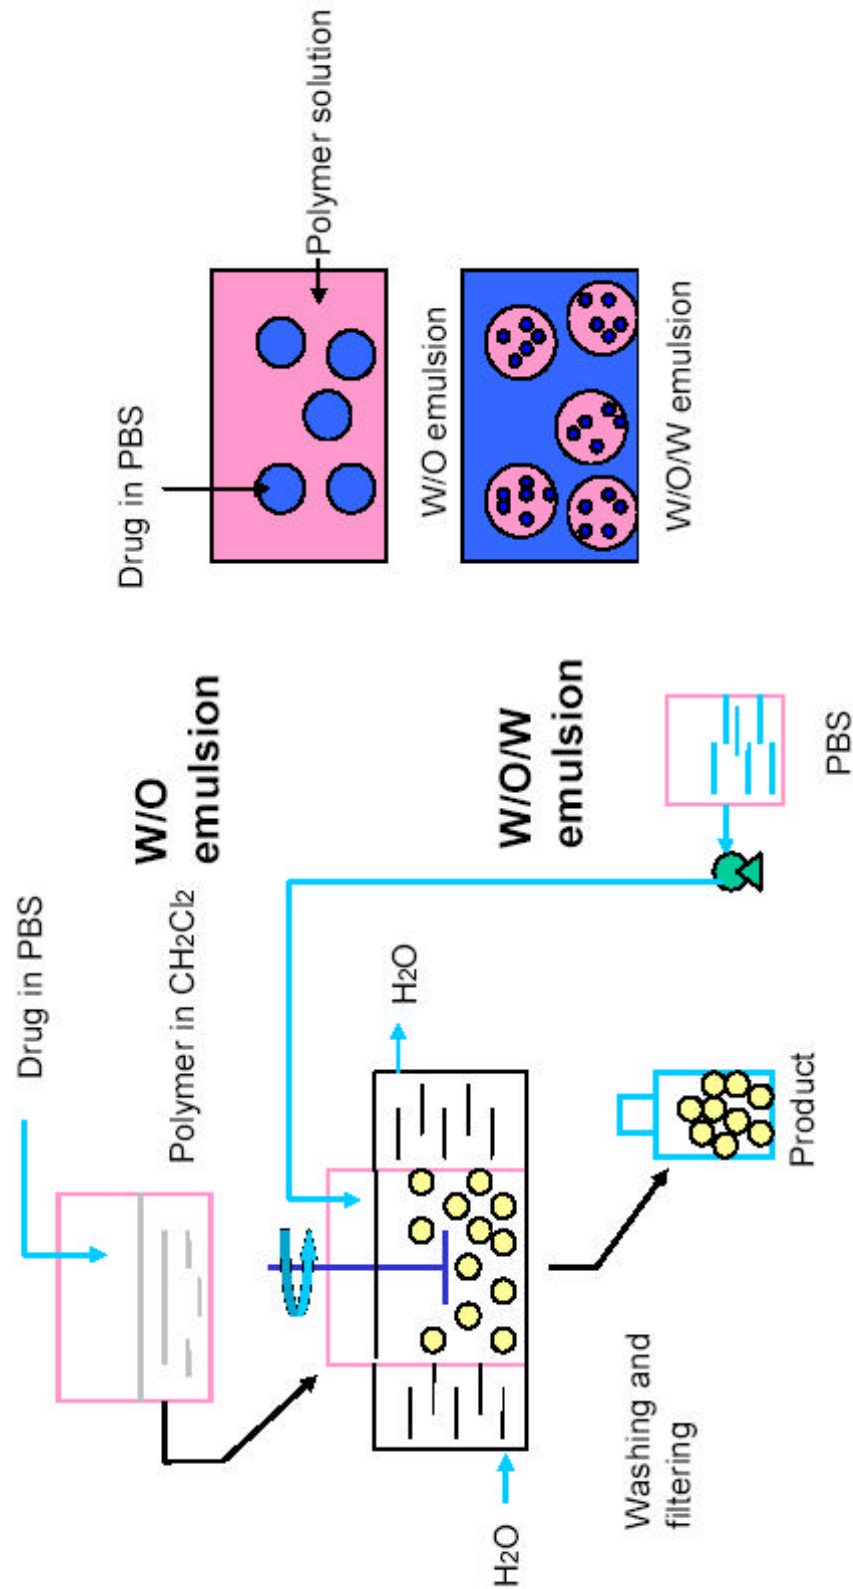 Drug in PBS
Polymer in CH2Cl2
W/O
emulsion
H2O
H2O
W/O/W
emulsion
PBS
Washing and
filtering
Product
Drug in PBS
Polymer solution
W/O emulsion
W/O/W emulsion